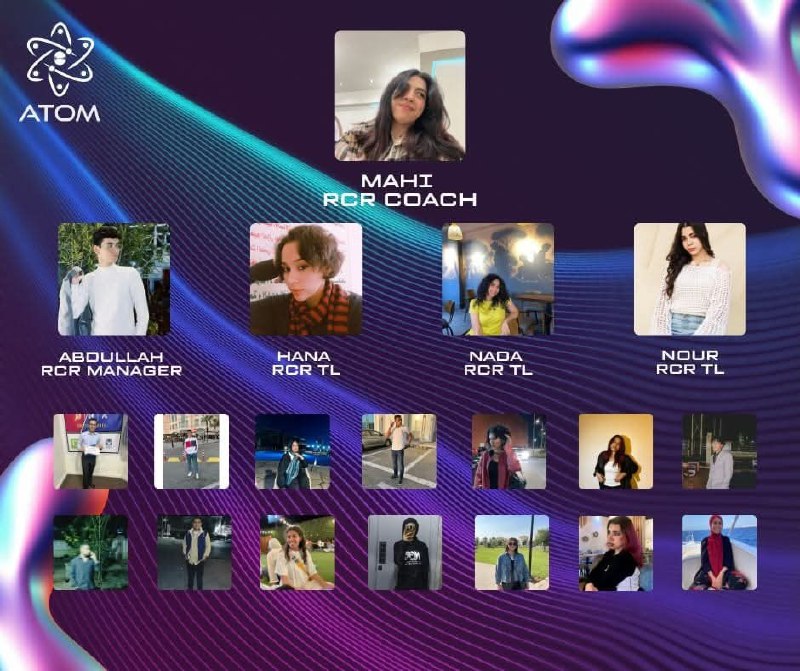 ATOM
MAHI
RCR COACH
ABDULLAH
RCR MANAGER
HANA
RCR TL
NADA
RCR TL
NOUR
RCR TL